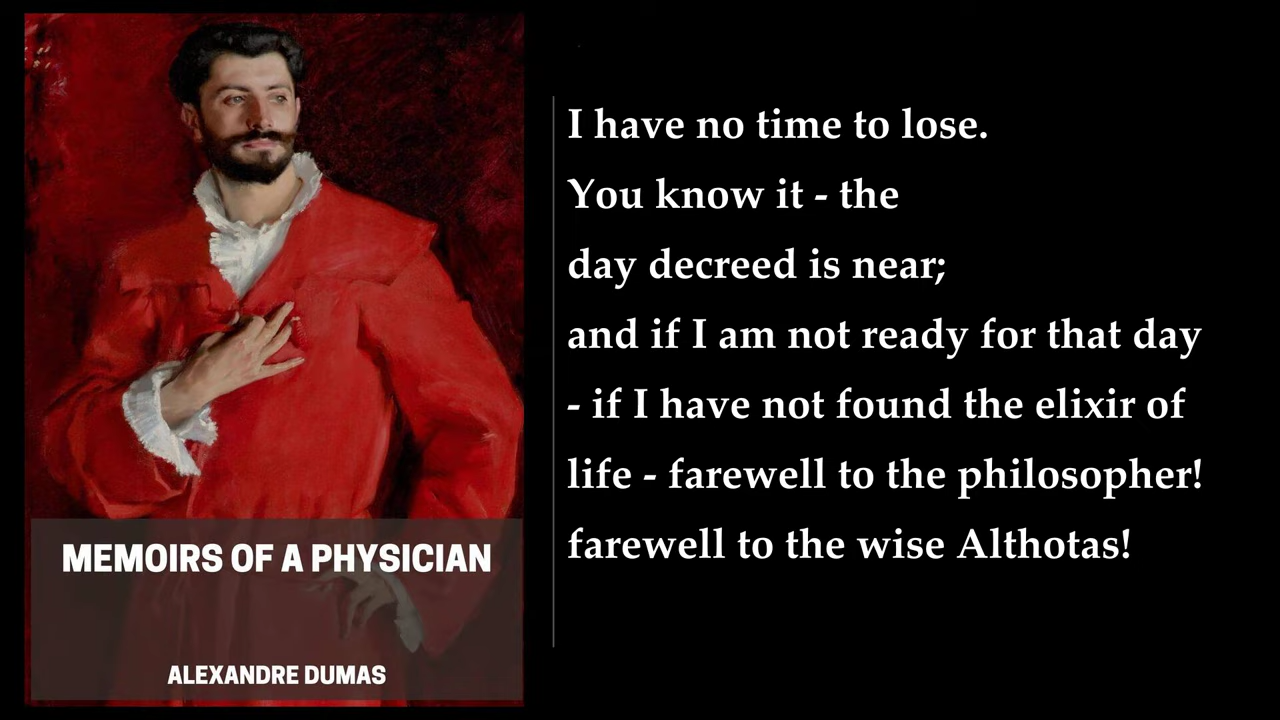 MEMOIRS OF A PHYSICIAN
ALEXANDRE DUMAS
I have no time to lose.
You know it - the
day decreed is near;
and if I am not ready for that day
- if I have not found the elixir of
life - farewell to the philosopher!
farewell to the wise Althotas!